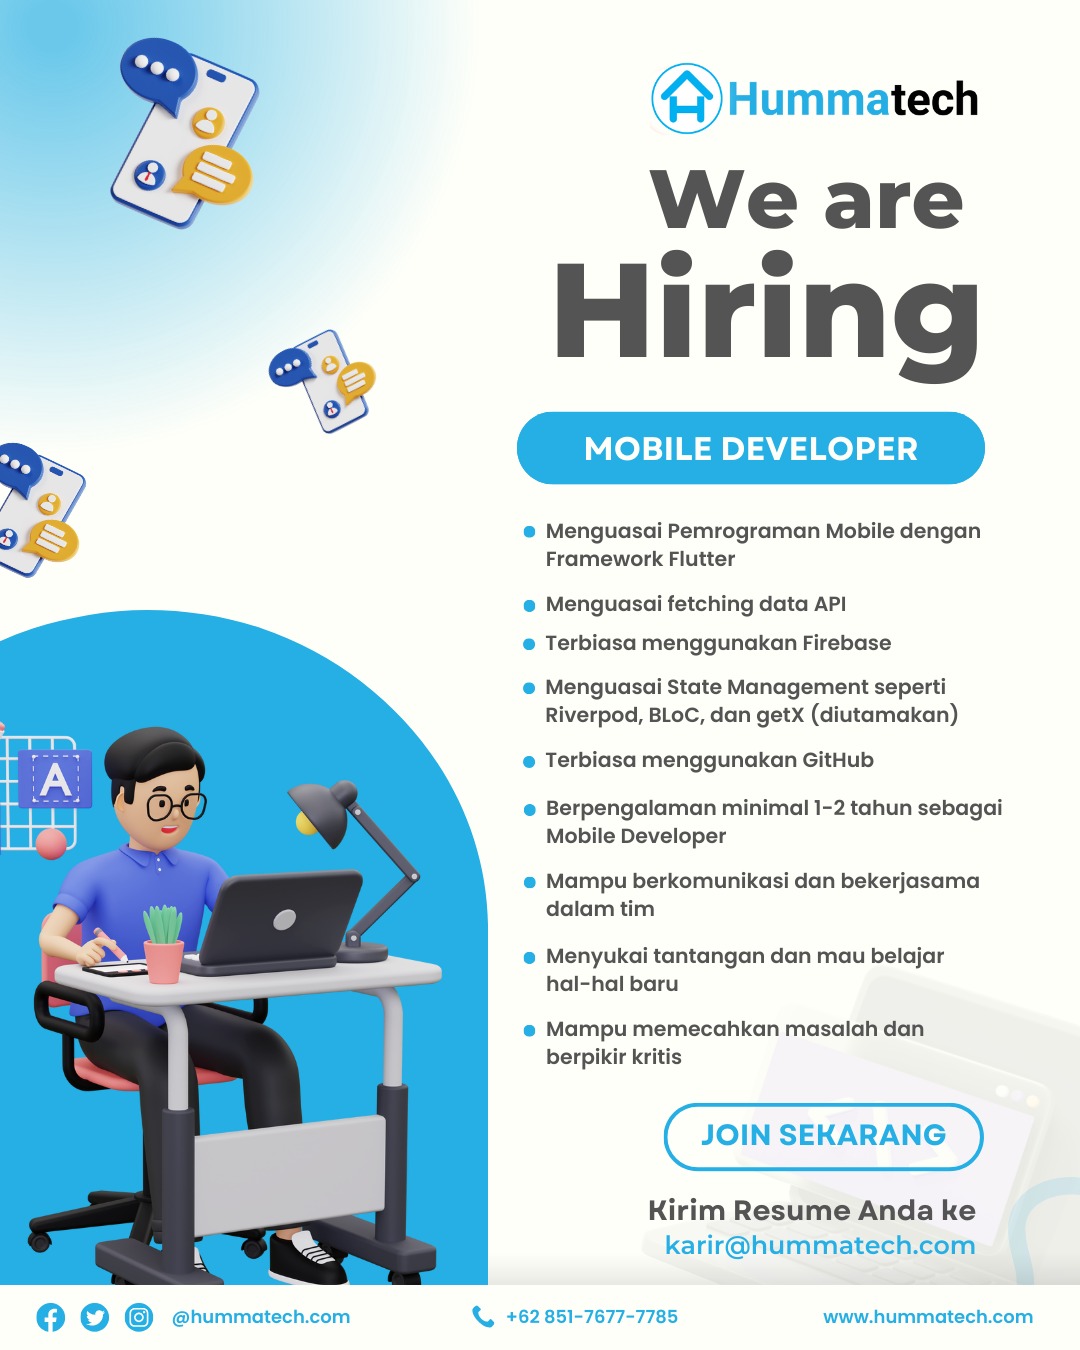 Hummatech
We are
Hiring
MOBILE DEVELOPER
Menguasai Pemrograman Mobile dengan
Framework Flutter
Menguasai fetching data API
Terbiasa menggunakan Firebase
Menguasai State Management seperti
Riverpod, BLoC, dan getX (diutamakan)
Terbiasa menggunakan GitHub
Berpengalaman minimal 1-2 tahun sebagai
Mobile Developer
Mampu berkomunikasi dan bekerjasama
dalam tim
Menyukai tantangan dan mau belajar
hal-hal baru
Mampu memecahkan masalah dan
berpikir kritis
JOIN SEKARANG
Kirim Resume Anda ke
karir@hummatech.com
A
@hummatech.com
+62 851-7677-7785
www.hummatech.com